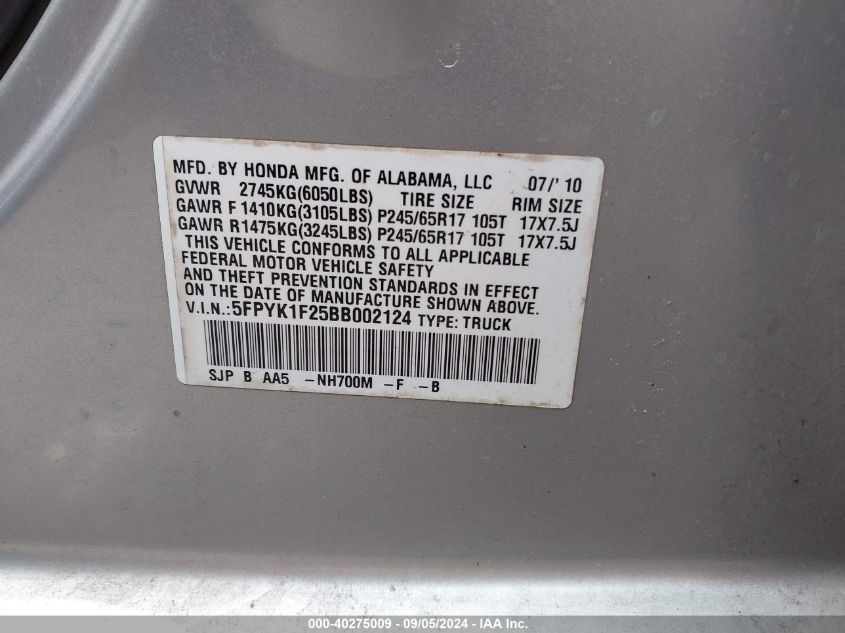 MFD. BY HONDA MFG. OF ALABAMA, LLC 07/' 10
GVWR 2745KG(6050LBS) TIRE SIZE RIM SIZE
GAWR F 1410KG(3105LBS) P245/65R17 105T 17X7.5J
GAWR R1475KG(3245LBS) P245/65R17 105T 17X7.5J
THIS VEHICLE CONFORMS TO ALL APPLICABLE
FEDERAL MOTOR VEHICLE SAFETY
AND THEFT PREVENTION STANDARDS IN EFFECT
ON THE DATE OF MANUFACTURE SHOWN ABOVE.
V.I.N.: 5FPYK1F25BB002124 TYPE: TRUCK
SJP B AA5 -NH700M -F -B
000-40275009 - 09/05/2024 - IAA Inc.